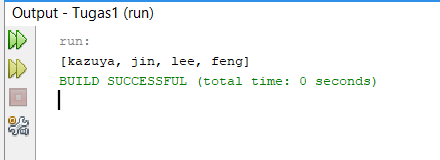 Output - Tugas1 (run)
run:
[kazuya, jin, lee, feng]
BUILD SUCCESSFUL (total time: 0 seconds)